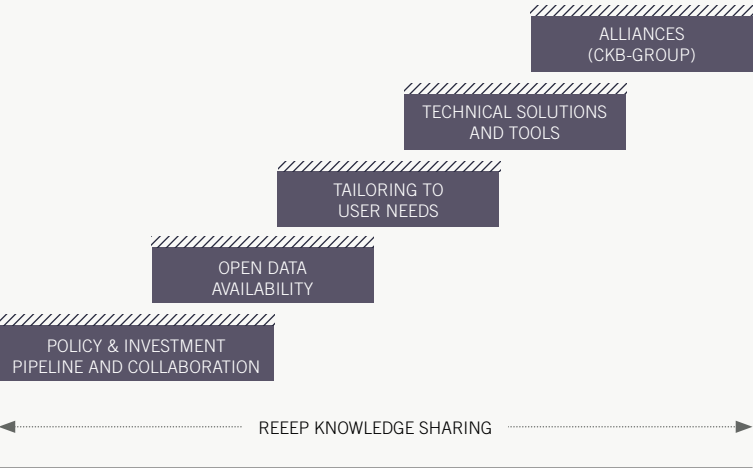 ALLIANCES
(CKB-GROUP)
TECHNICAL SOLUTIONS
AND TOOLS
TAILORING TO
USER NEEDS
OPEN DATA
AVAILABILITY
POLICY & INVESTMENT
PIPELINE AND COLLABORATION
REEEP KNOWLEDGE SHARING